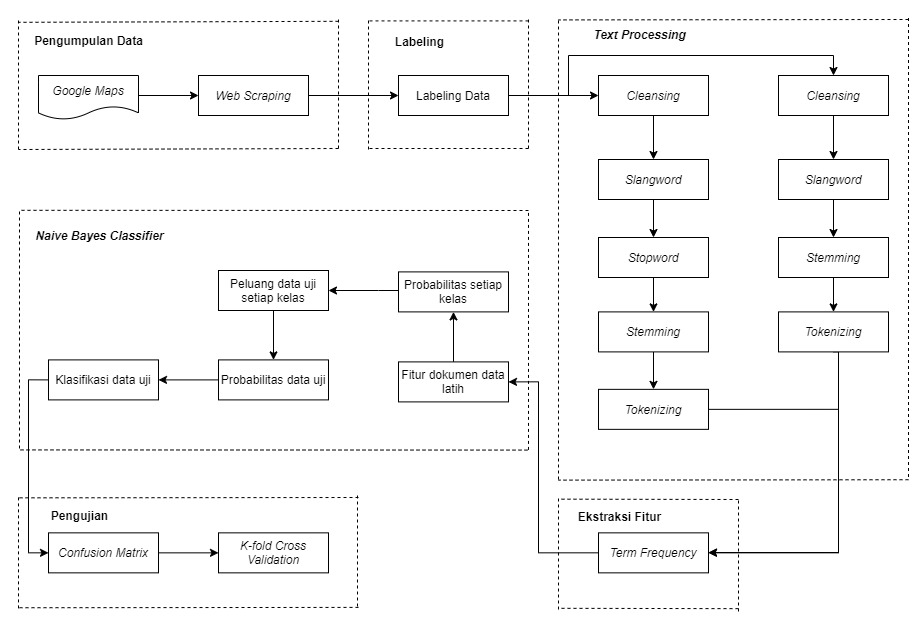 Pengumpulan Data
Google Maps
Web Scraping
Labeling
Labeling Data
Text Processing
Cleansing
Slangword
Stopword
Stemming
Tokenizing
Cleansing
Slangword
Stemming
Tokenizing
Naive Bayes Classifier
Peluang data uji
setiap kelas
Probabilitas setiap
kelas
Klasifikasi data uji
Probabilitas data uji
Fitur dokumen data
latih
Pengujian
Confusion Matrix
K-fold Cross
Validation
Ekstraksi Fitur
Term Frequency